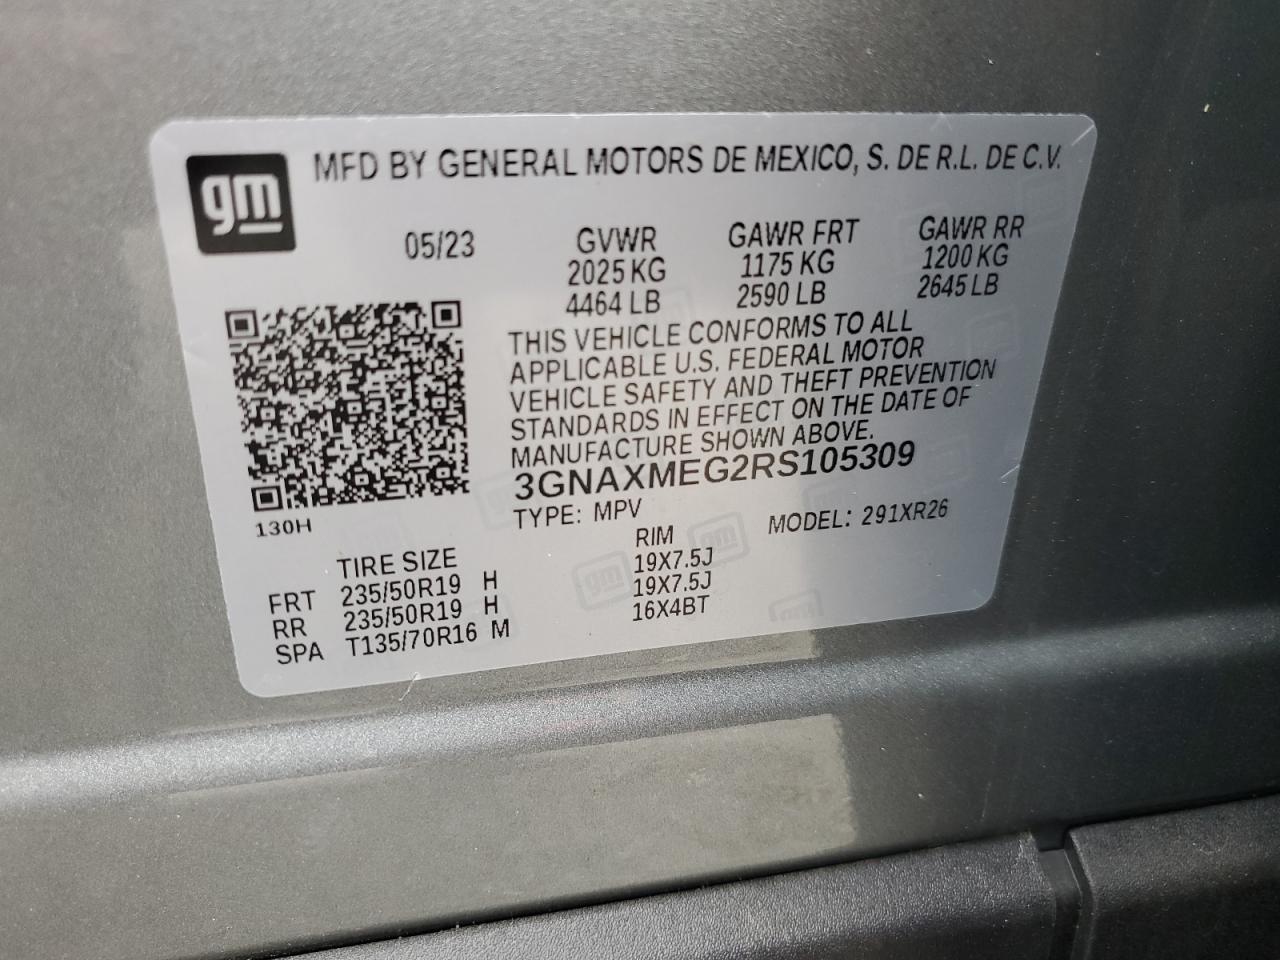 gm
MFD BY GENERAL MOTORS DE MEXICO, S. DE R.L. DE C.V.
05/23 GVWR GAWR FRT GAWR RR
2025 KG 1175 KG 1200 KG
4464 LB 2590 LB 2645 LB
THIS VEHICLE CONFORMS TO ALL
APPLICABLE U.S. FEDERAL MOTOR
VEHICLE SAFETY AND THEFT PREVENTION
STANDARDS IN EFFECT ON THE DATE OF
MANUFACTURE SHOWN ABOVE.
3GNAXMEG2RS105309
TYPE: MPV MODEL: 291XR26
130H
TIRE SIZE RIM
FRT 235/50R19 H 19X7.5J
RR 235/50R19 H 19X7.5J
SPA T135/70R16 M 16X4BT
gm
gm